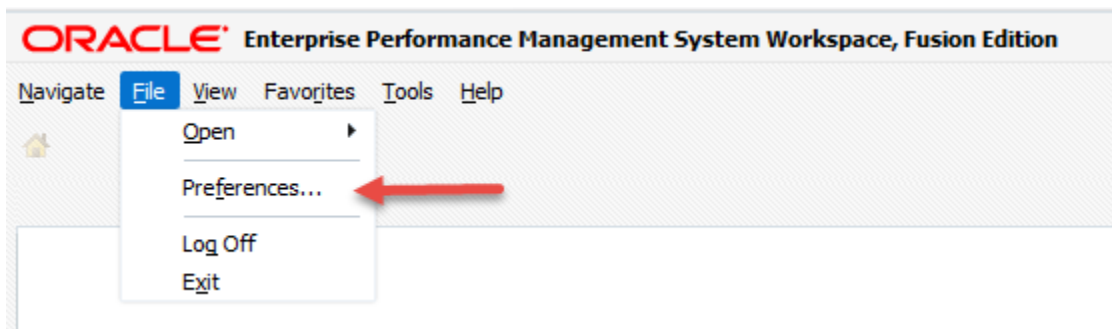 ORACLE Enterprise Performance Management System Workspace, Fusion Edition
Navigate File View Favorites Tools Help
Open
Preferences...
Log Off
Exit